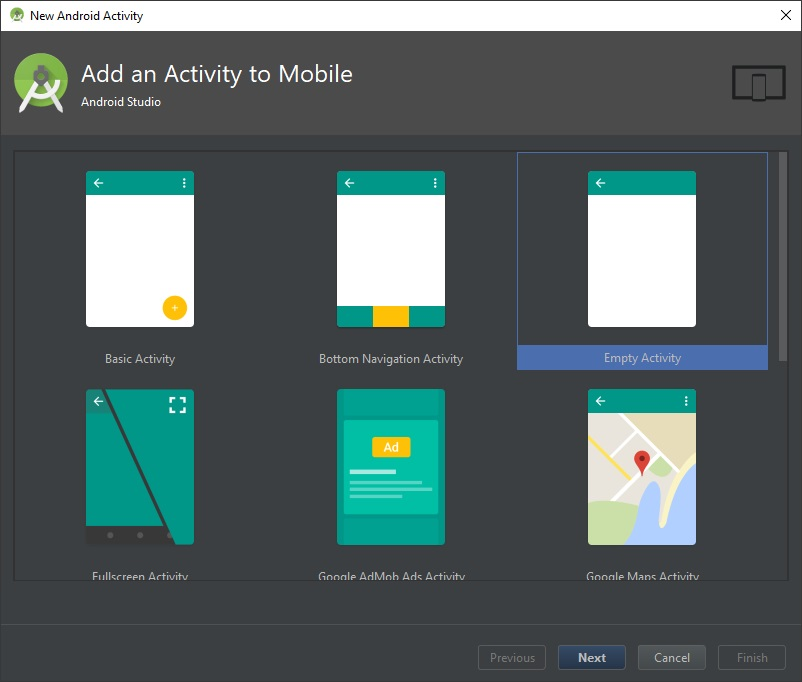 New Android Activity
Add an Activity to Mobile
Android Studio
+
Basic Activity
Bottom Navigation Activity
Empty Activity
Ad
Fullscreen Activity
Google AdMob Ads Activity
Google Maps Activity
Previous
Next
Cancel
Finish